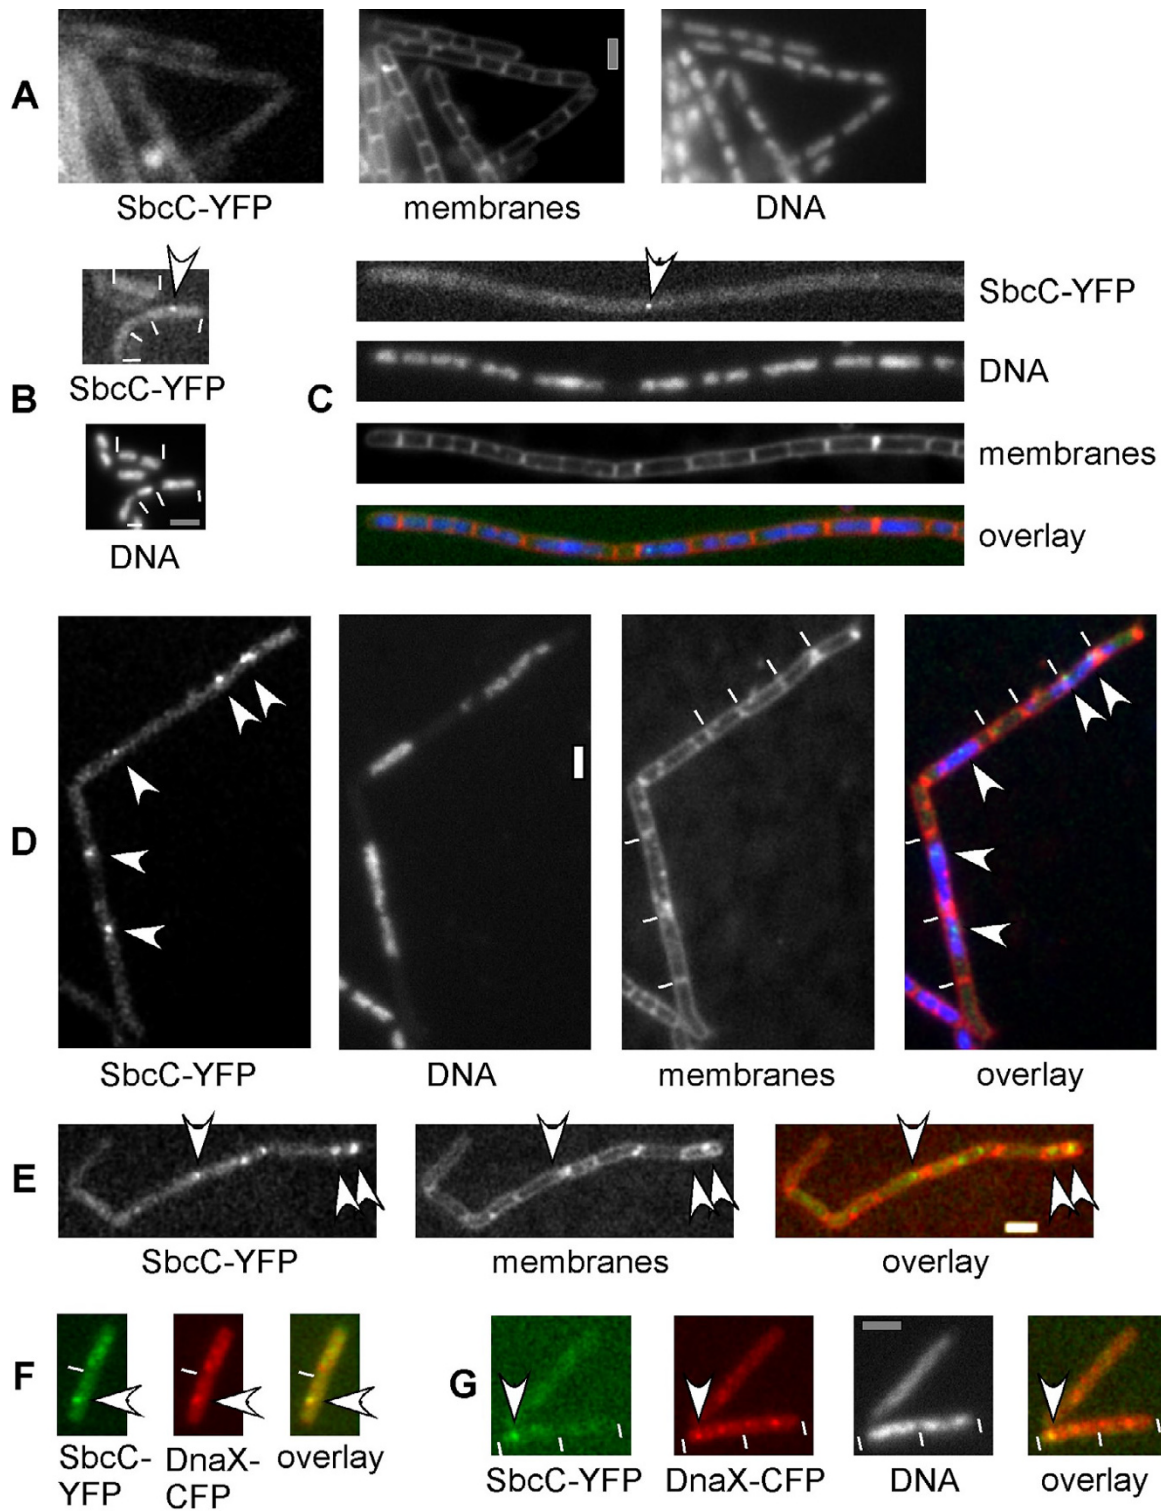 A
SbcC-YFP
membranes
DNA
B
SbcC-YFP
DNA
C
SbcC-YFP
DNA
membranes
overlay
D
SbcC-YFP
DNA
membranes
overlay
E
SbcC-YFP
membranes
overlay
F
SbcC-
YFP
DnaX-
CFP
overlay
G
SbcC-YFP
DnaX-CFP
DNA
overlay